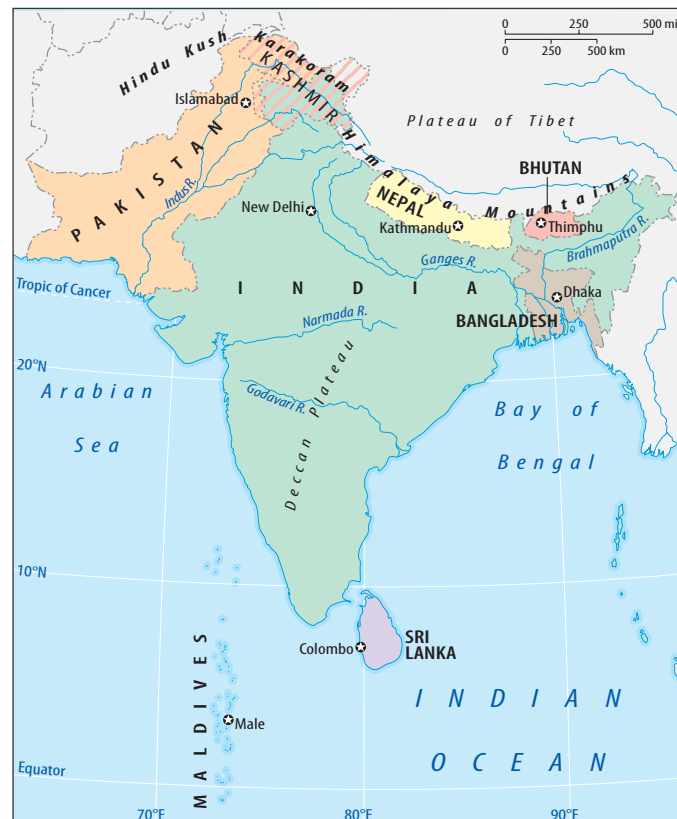 0 250 500 mi
0 250 500 km
Hindu Kush
Karakoram
KASHMIR
Islamabad
Plateau of Tibet
Himalaya Mountains
PAKISTAN
Indus R.
BHUTAN
New Delhi
NEPAL
Kathmandu
Thimphu
Brahmaputra R.
Ganges R.
Tropic of Cancer
INDIA
Dhaka
Narmada R.
BANGLADESH
20°N
Arabian
Sea
Godavari R.
Deccan Plateau
Bay of
Bengal
10°N
MALDIVES
Colombo
SRI
LANKA
Male
INDIAN
OCEAN
Equator
70°E
80°E
90°E